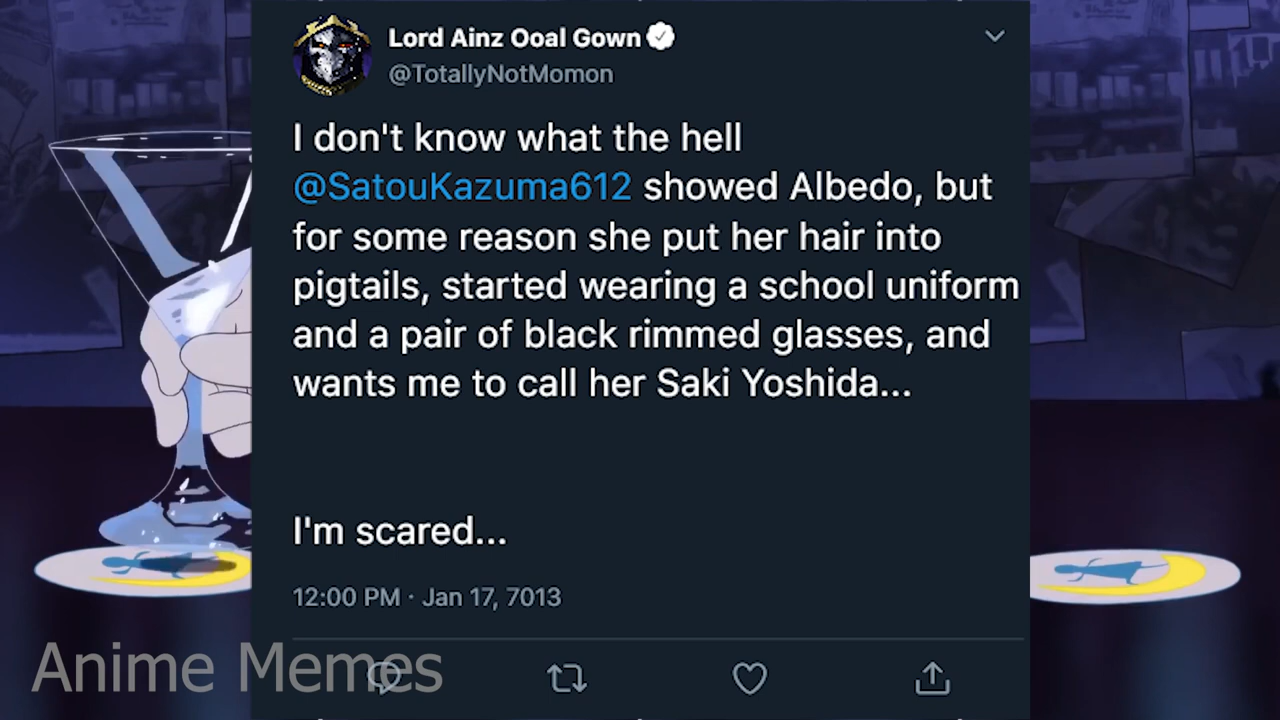 Lord Ainz Ooal Gown
@TotallyNotMomon
I don't know what the hell
@SatouKazuma612 showed Albedo, but
for some reason she put her hair into
pigtails, started wearing a school uniform
and a pair of black rimmed glasses, and
wants me to call her Saki Yoshida...
I'm scared...
12:00 PM · Jan 17, 7013
Anime Memes